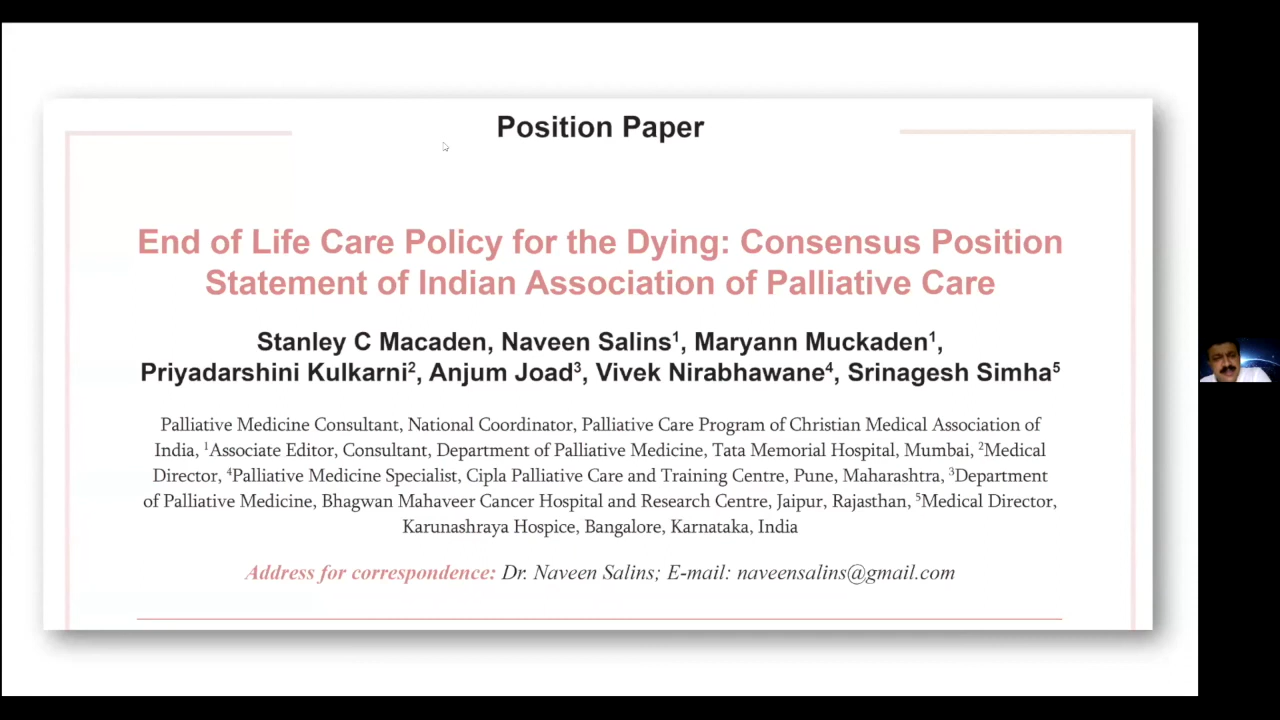 Position Paper
End of Life Care Policy for the Dying: Consensus Position
Statement of Indian Association of Palliative Care
Stanley C Macaden, Naveen Salins¹, Maryann Muckaden¹,
Priyadarshini Kulkarni², Anjum Joad³, Vivek Nirabhawane⁴, Srinagesh Simha⁵
Palliative Medicine Consultant, National Coordinator, Palliative Care Program of Christian Medical Association of
India, ¹Associate Editor, Consultant, Department of Palliative Medicine, Tata Memorial Hospital, Mumbai, ²Medical
Director, ⁴Palliative Medicine Specialist, Cipla Palliative Care and Training Centre, Pune, Maharashtra, ³Department
of Palliative Medicine, Bhagwan Mahaveer Cancer Hospital and Research Centre, Jaipur, Rajasthan, ⁵Medical Director,
Karunashraya Hospice, Bangalore, Karnataka, India
Address for correspondence: Dr. Naveen Salins; E-mail: naveensalins@gmail.com